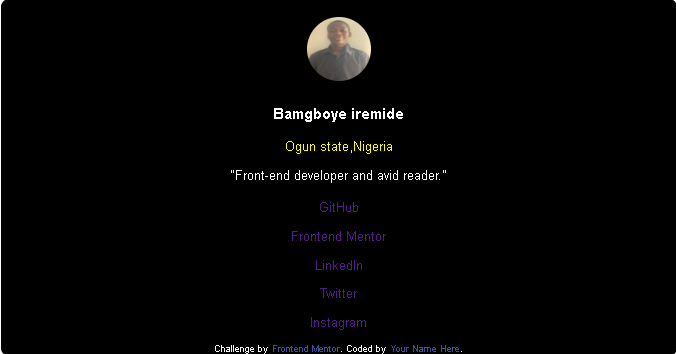 Bamgboye iremide
Ogun state,Nigeria
"Front-end developer and avid reader."
GitHub
Frontend Mentor
LinkedIn
Twitter
Instagram
Challenge by Frontend Mentor. Coded by Your Name Here.